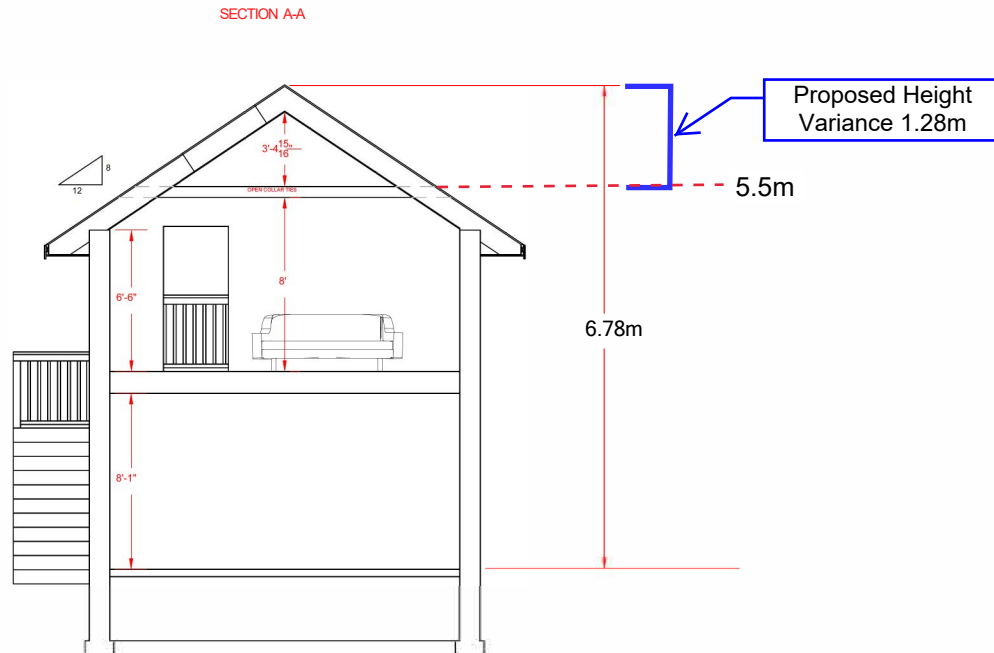 SECTION A-A
Proposed Height
Variance 1.28m
3'-4 15/16"
8
12
OPEN COLLAR TIES
5.5m
6'-6"
8'
6.78m
8'-1"